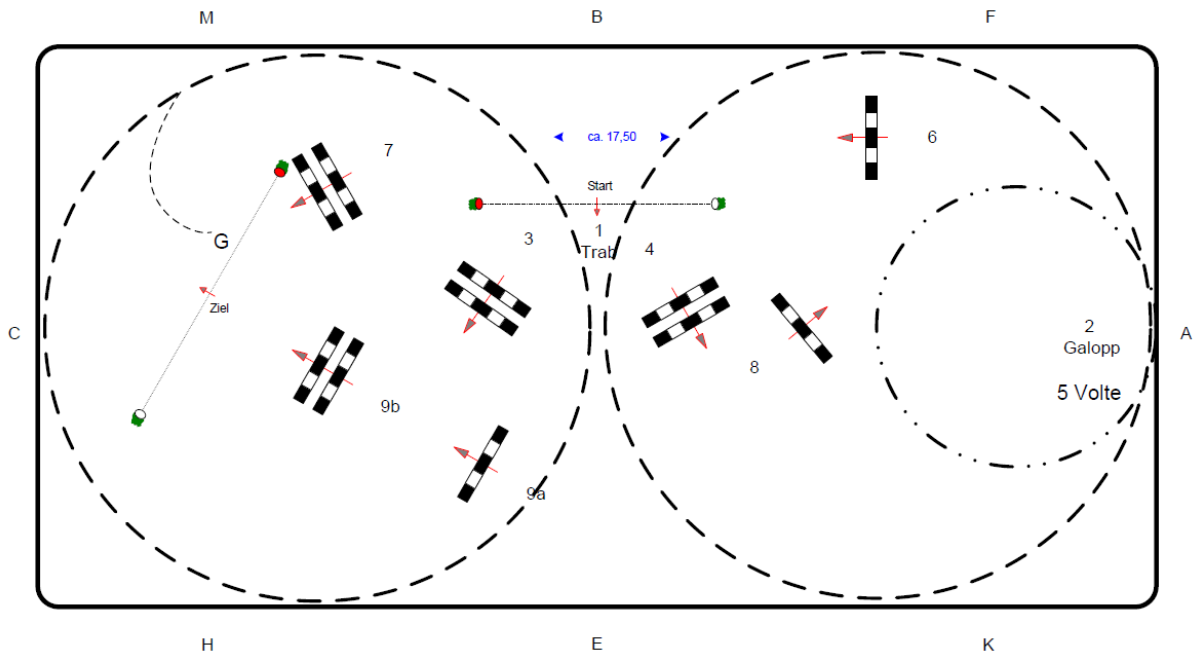 M B F
ca. 17,50
6
7
Start
1
Trab
3
4
G
Ziel
C
2
Galopp
A
8
5 Volte
9b
9a
H E K